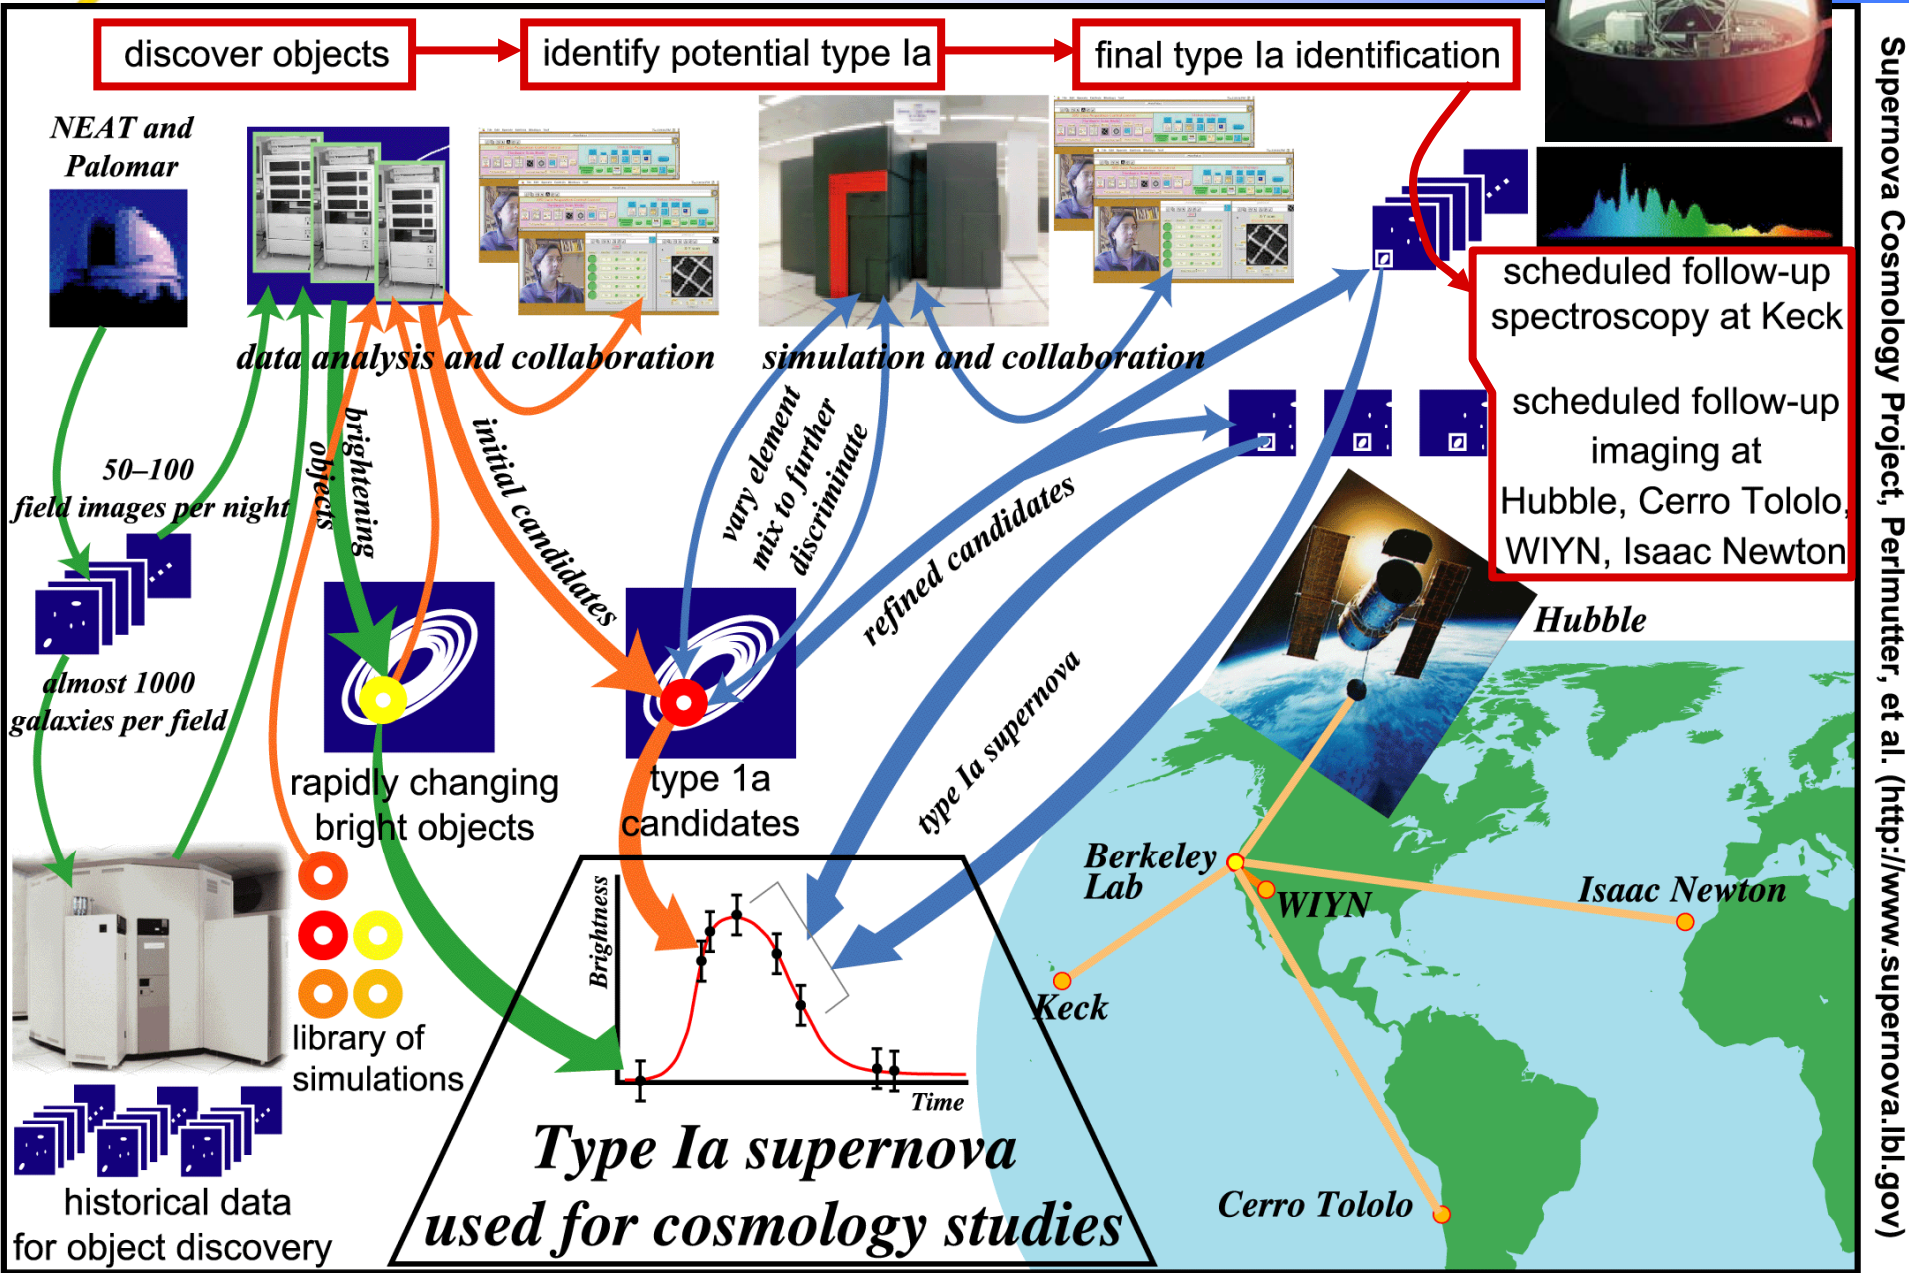 discover objects
identify potential type Ia
final type Ia identification
NEAT and
Palomar
data analysis and collaboration
simulation and collaboration
scheduled follow-up
spectroscopy at Keck
scheduled follow-up
imaging at
Hubble, Cerro Tololo,
WIYN, Isaac Newton
50–100
field images per night
brightening
objects
initial candidates
vary element
mix to further
discriminate
refined candidates
type Ia supernova
Hubble
almost 1000
galaxies per field
rapidly changing
bright objects
type 1a
candidates
library of
simulations
historical data
for object discovery
Brightness
Time
Type Ia supernova
used for cosmology studies
Berkeley
Lab
WIYN
Isaac Newton
Keck
Cerro Tololo
Supernova Cosmology Project, Perlmutter, et al. (http://www.supernova.lbl.gov)